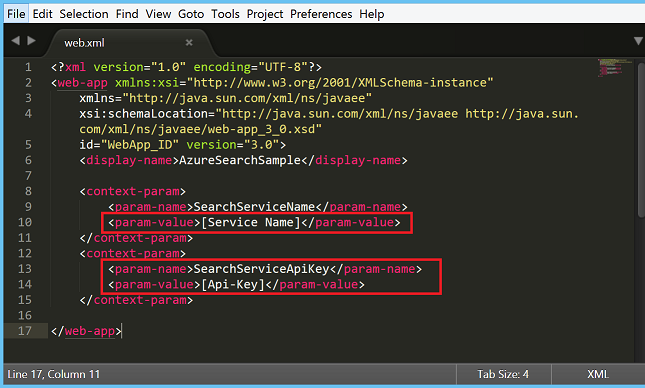 File Edit Selection Find View Goto Tools Project Preferences Help
web.xml
1 <?xml version="1.0" encoding="UTF-8"?>
2 <web-app xmlns:xsi="http://www.w3.org/2001/XMLSchema-instance"
3 xmlns="http://java.sun.com/xml/ns/javaee"
4 xsi:schemaLocation="http://java.sun.com/xml/ns/javaee http://java.sun.
com/xml/ns/javaee/web-app_3_0.xsd"
5 id="WebApp_ID" version="3.0">
6 <display-name>AzureSearchSample</display-name>
7
8 <context-param>
9 <param-name>SearchServiceName</param-name>
10 <param-value>[Service Name]</param-value>
11 </context-param>
12 <context-param>
13 <param-name>SearchServiceApiKey</param-name>
14 <param-value>[Api-Key]</param-value>
15 </context-param>
16
17 </web-app>
Line 17, Column 11 Tab Size: 4 XML